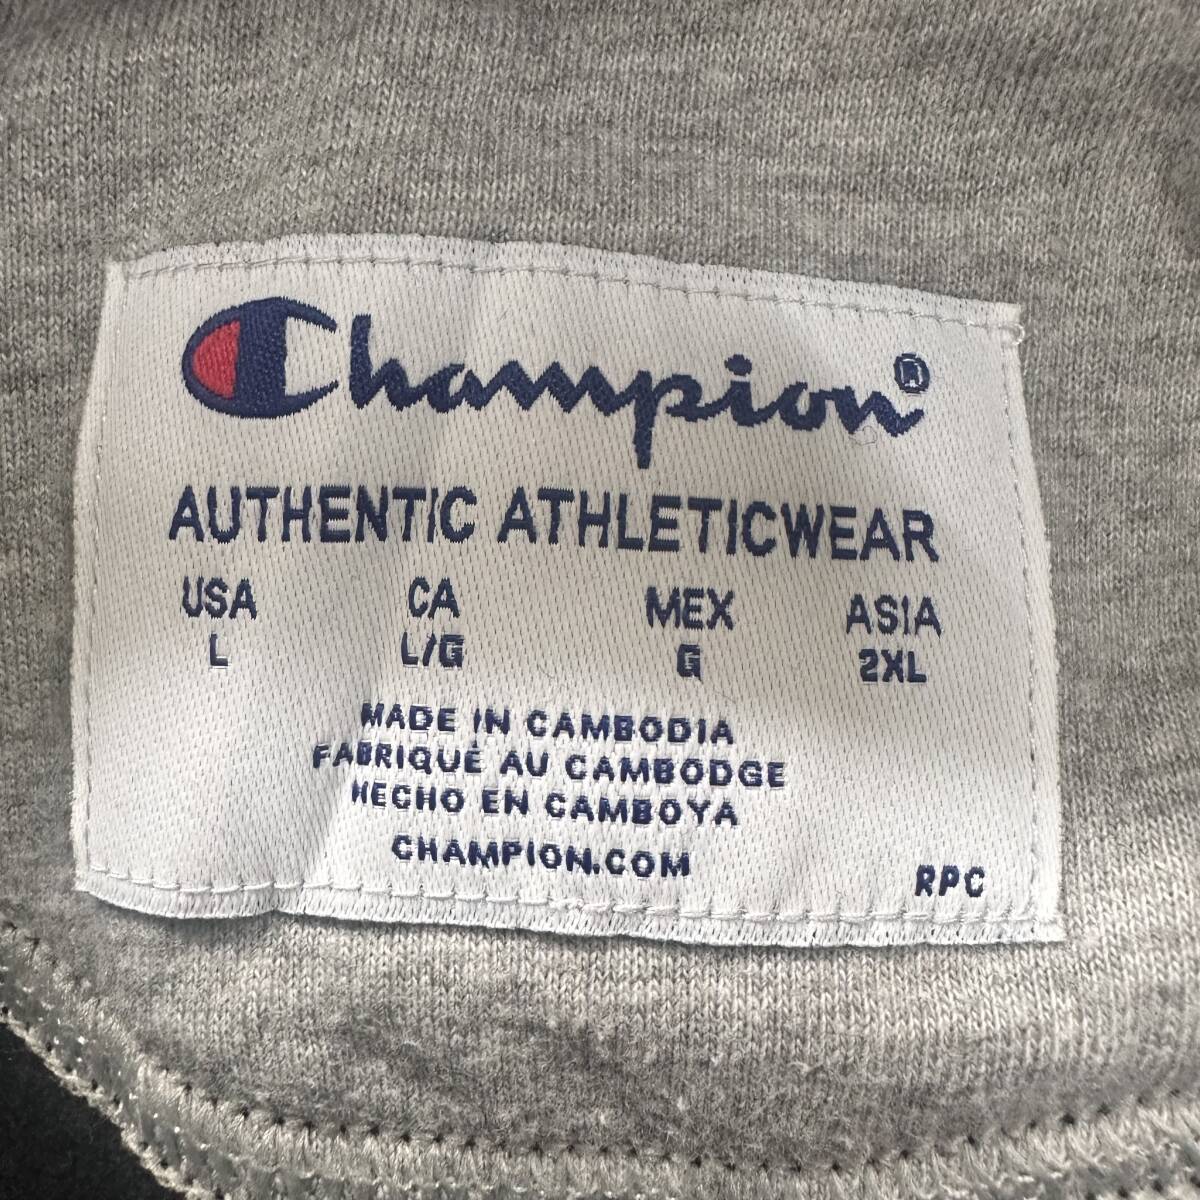 Champion®
AUTHENTIC ATHLETICWEAR
USA CA MEX ASIA
L L/G G 2XL
MADE IN CAMBODIA
FABRIQUÉ AU CAMBODGE
HECHO EN CAMBOYA
CHAMPION.COM
RPC